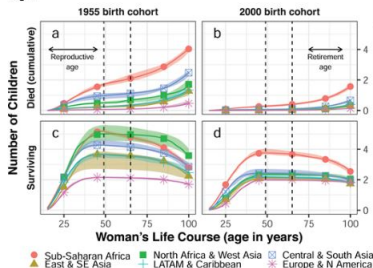 1955 birth cohort 2000 birth cohort
a b
Reproductive age
Retirement age
Died (cumulative)
4
2
0
Number of Children
c d
Surviving
4
2
0
25 50 75 100 25 50 75 100
Woman's Life Course (age in years)
Sub-Saharan Africa North Africa & West Asia Central & South Asia
East & SE Asia LATAM & Caribbean Europe & N America